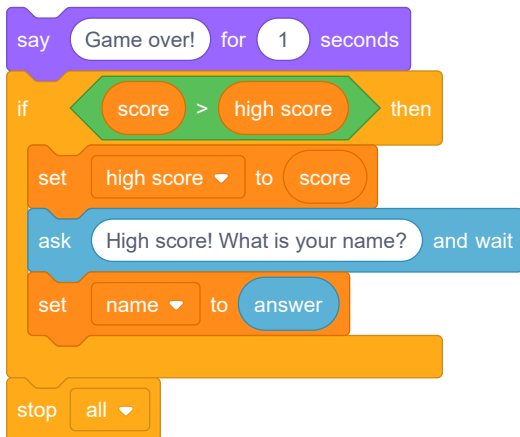 say Game over! for 1 seconds
if score > high score then
set high score to score
ask High score! What is your name? and wait
set name to answer
stop all